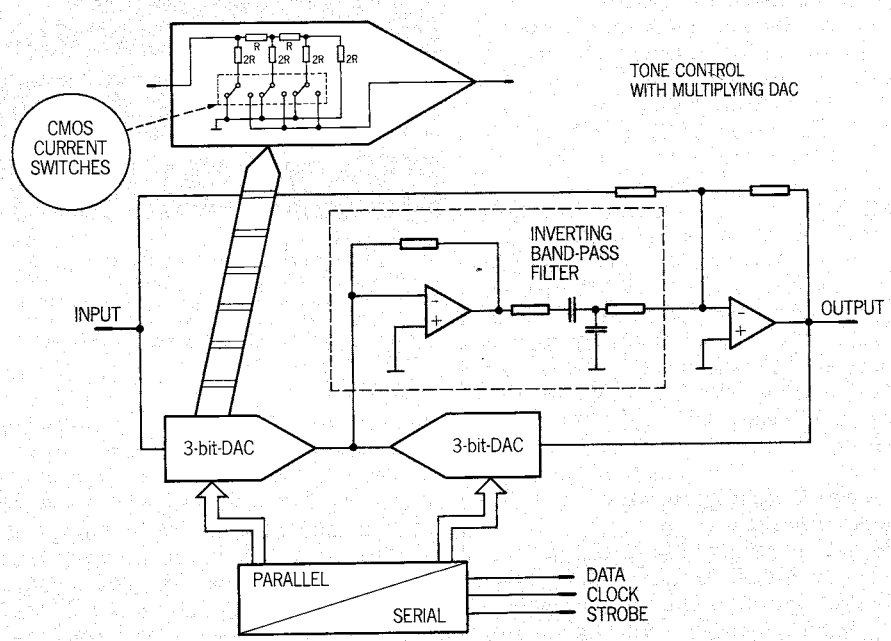 R R
2R 2R 2R 2R
TONE CONTROL
WITH MULTIPLYING DAC
CMOS
CURRENT
SWITCHES
INVERTING
BAND-PASS
FILTER
INPUT
-
+
-
+
OUTPUT
3-bit-DAC
3-bit-DAC
PARALLEL
SERIAL
DATA
CLOCK
STROBE